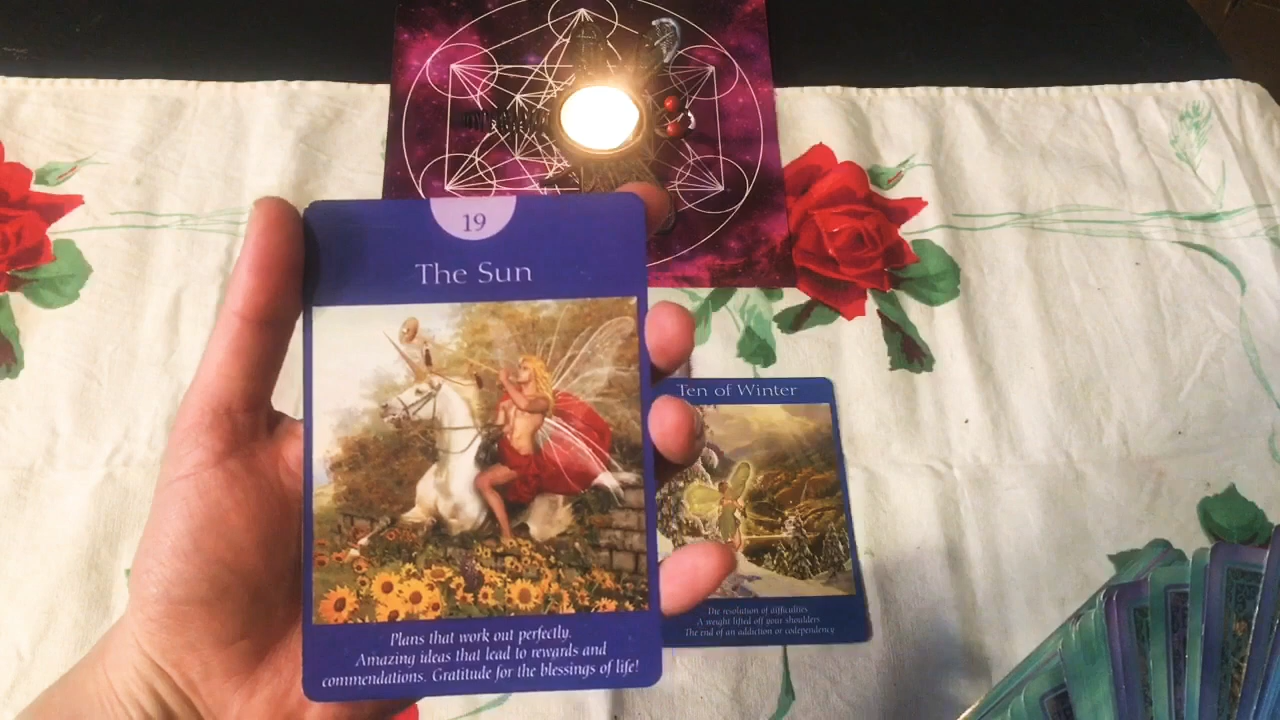 19
The Sun
Plans that work out perfectly.
Amazing ideas that lead to rewards and
commendations. Gratitude for the blessings of life!
Ten of Winter
The resolution of difficulties
A weight lifted off your shoulders
The end of an addiction or codependency